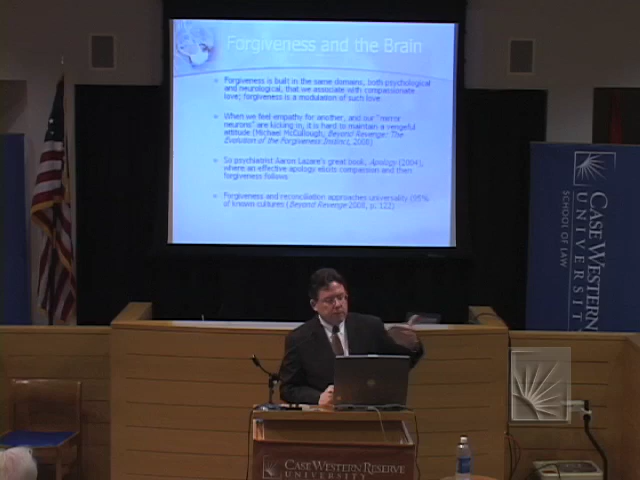 Forgiveness and the Brain
Forgiveness is built in the same domains, both psychological
and neurological, that we associate with compassionate
love; forgiveness is a modulation of such love
When we feel empathy for another, and our "mirror
neurons" are kicking in, it is hard to maintain a vengeful
attitude (Michael McCullough, Beyond Revenge: The
Evolution of the Forgiveness Instinct, 2008)
So psychiatrist Aaron Lazare's great book, Apology (2004),
where an effective apology elicits compassion and then
forgiveness follows
Forgiveness and reconciliation approaches universality (95%
of known cultures (Beyond Revenge 2008, p. 122)
CASE WESTERN
UNIVERSIT
SCHOOL OF LAW
CASE WESTERN RESERVE
UNIVERSITY